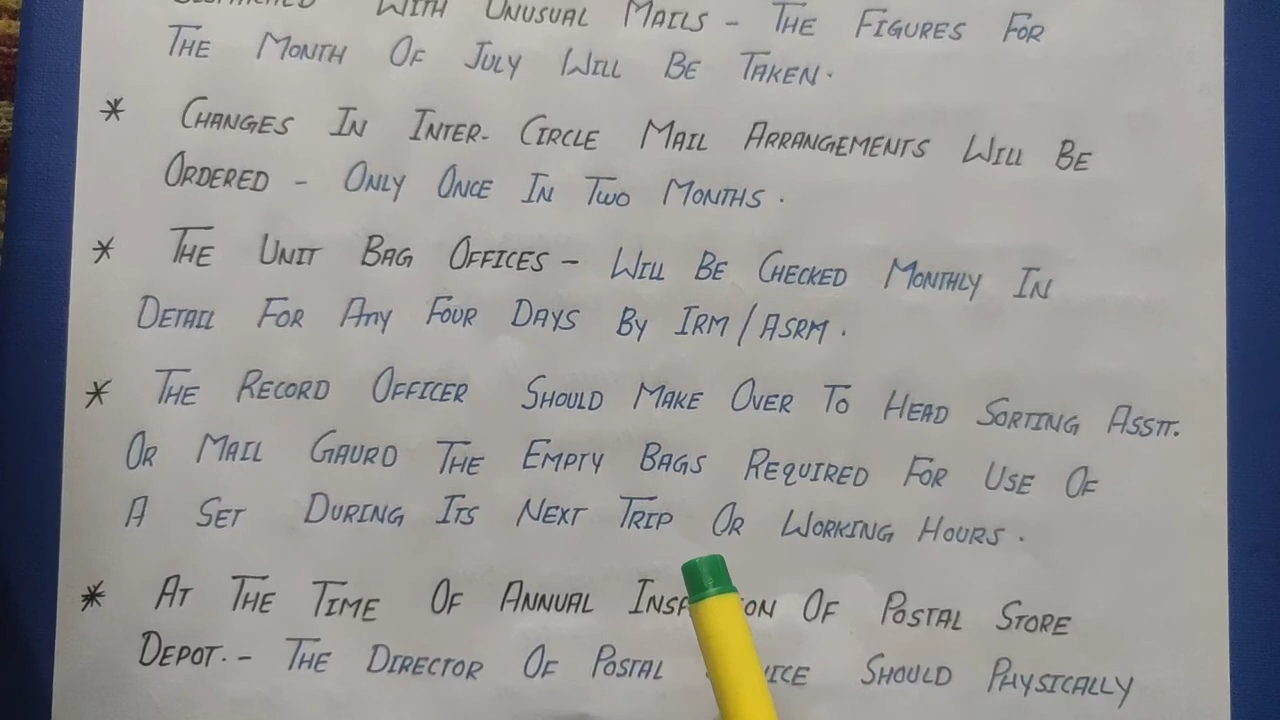 WITH UNUSUAL MAILS - THE FIGURES FOR
THE MONTH OF JULY WILL BE TAKEN.
* CHANGES IN INTER-CIRCLE MAIL ARRANGEMENTS WILL BE
ORDERED - ONLY ONCE IN TWO MONTHS.
* THE UNIT BAG OFFICES - WILL BE CHECKED MONTHLY IN
DETAIL FOR ANY FOUR DAYS BY IRM/ASRM.
* THE RECORD OFFICER SHOULD MAKE OVER TO HEAD SORTING ASSTT.
OR MAIL GAURD THE EMPTY BAGS REQUIRED FOR USE OF
A SET DURING ITS NEXT TRIP OR WORKING HOURS.
* AT THE TIME OF ANNUAL OF POSTAL STORE
DEPOT. - THE DIRECTOR OF POSTAL SHOULD PHYSICALLY